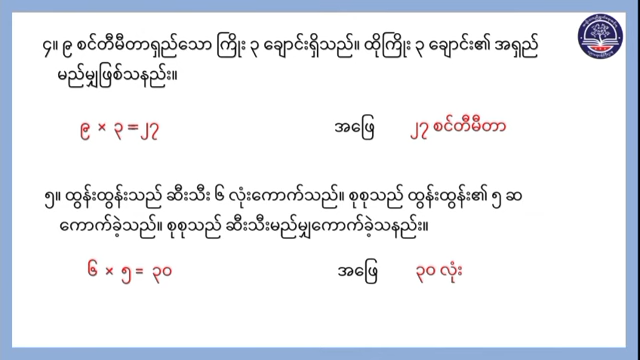 ၄။ ၉ စင်တီမီတာရှည်သော ကြိုး ၃ ချောင်းရှိသည်။ ထိုကြိုး ၃ ချောင်း၏ အရှည်
မည်မျှဖြစ်သနည်း။
၉ × ၃ =၂၇ အဖြေ ၂၇ စင်တီမီတာ
၅။ ထွန်းထွန်းသည် ဆီးသီး ၆ လုံးကောက်သည်။ စုစုသည် ထွန်းထွန်း၏ ၅ ဆ
ကောက်ခဲ့သည်။ စုစုသည် ဆီးသီးမည်မျှကောက်ခဲ့သနည်း။
၆ × ၅ = ၃၀ အဖြေ ၃၀ လုံး